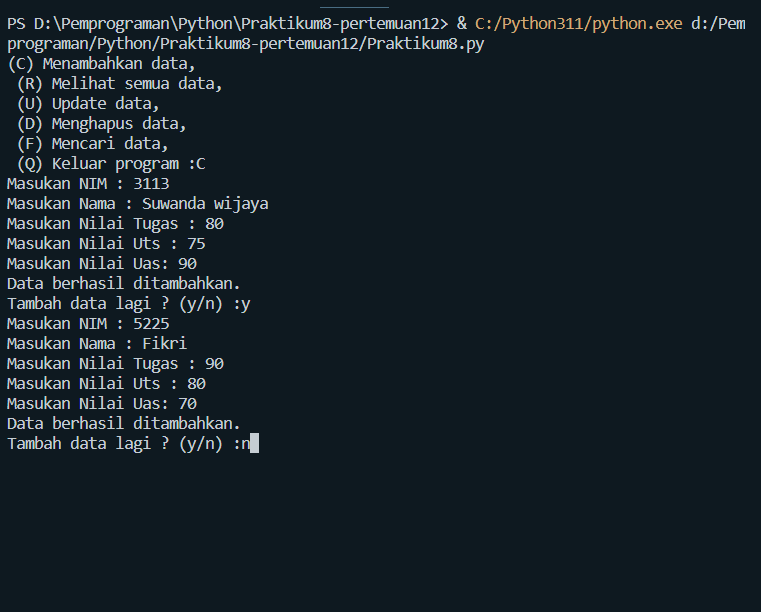 PS D:\Pemprograman\Python\Praktikum8-pertemuan12> & C:/Python311/python.exe d:/Pem
programan/Python/Praktikum8-pertemuan12/Praktikum8.py
(C) Menambahkan data,
 (R) Melihat semua data,
 (U) Update data,
 (D) Menghapus data,
 (F) Mencari data,
 (Q) Keluar program :C
Masukan NIM : 3113
Masukan Nama : Suwanda wijaya
Masukan Nilai Tugas : 80
Masukan Nilai Uts : 75
Masukan Nilai Uas: 90
Data berhasil ditambahkan.
Tambah data lagi ? (y/n) :y
Masukan NIM : 5225
Masukan Nama : Fikri
Masukan Nilai Tugas : 90
Masukan Nilai Uts : 80
Masukan Nilai Uas: 70
Data berhasil ditambahkan.
Tambah data lagi ? (y/n) :n